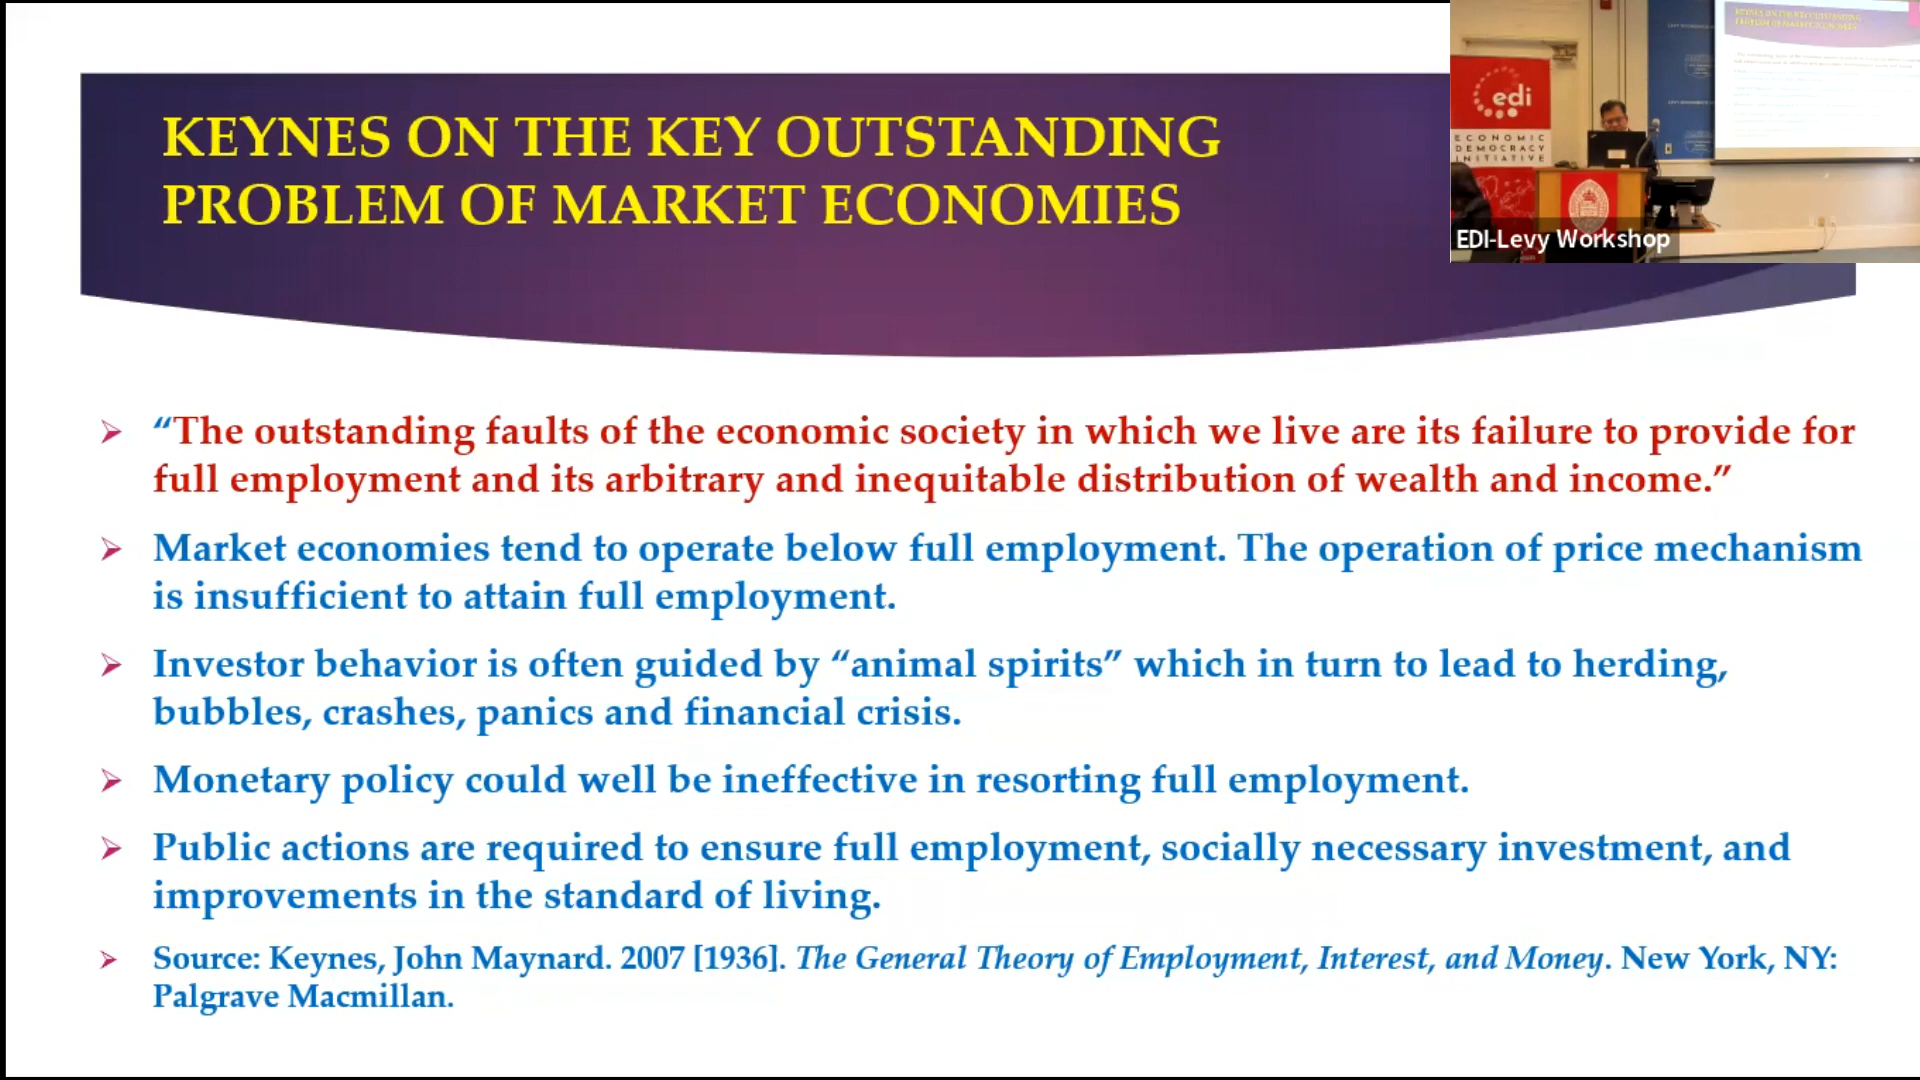 KEYNES ON THE KEY OUTSTANDING
PROBLEM OF MARKET ECONOMIES
edi
ECONOMIC
DEMOCRACY
INITIATIVE
EDI-Levy Workshop
“The outstanding faults of the economic society in which we live are its failure to provide for
full employment and its arbitrary and inequitable distribution of wealth and income.”
Market economies tend to operate below full employment. The operation of price mechanism
is insufficient to attain full employment.
Investor behavior is often guided by “animal spirits” which in turn to lead to herding,
bubbles, crashes, panics and financial crisis.
Monetary policy could well be ineffective in resorting full employment.
Public actions are required to ensure full employment, socially necessary investment, and
improvements in the standard of living.
Source: Keynes, John Maynard. 2007 [1936]. The General Theory of Employment, Interest, and Money. New York, NY:
Palgrave Macmillan.